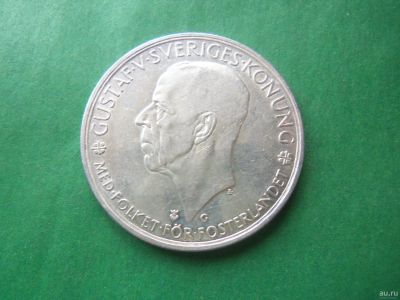 GUSTAF·V·SVERIGES·KONUNG
MED·FOLKET·FÖR·FOSTERLANDET
G
au.ru